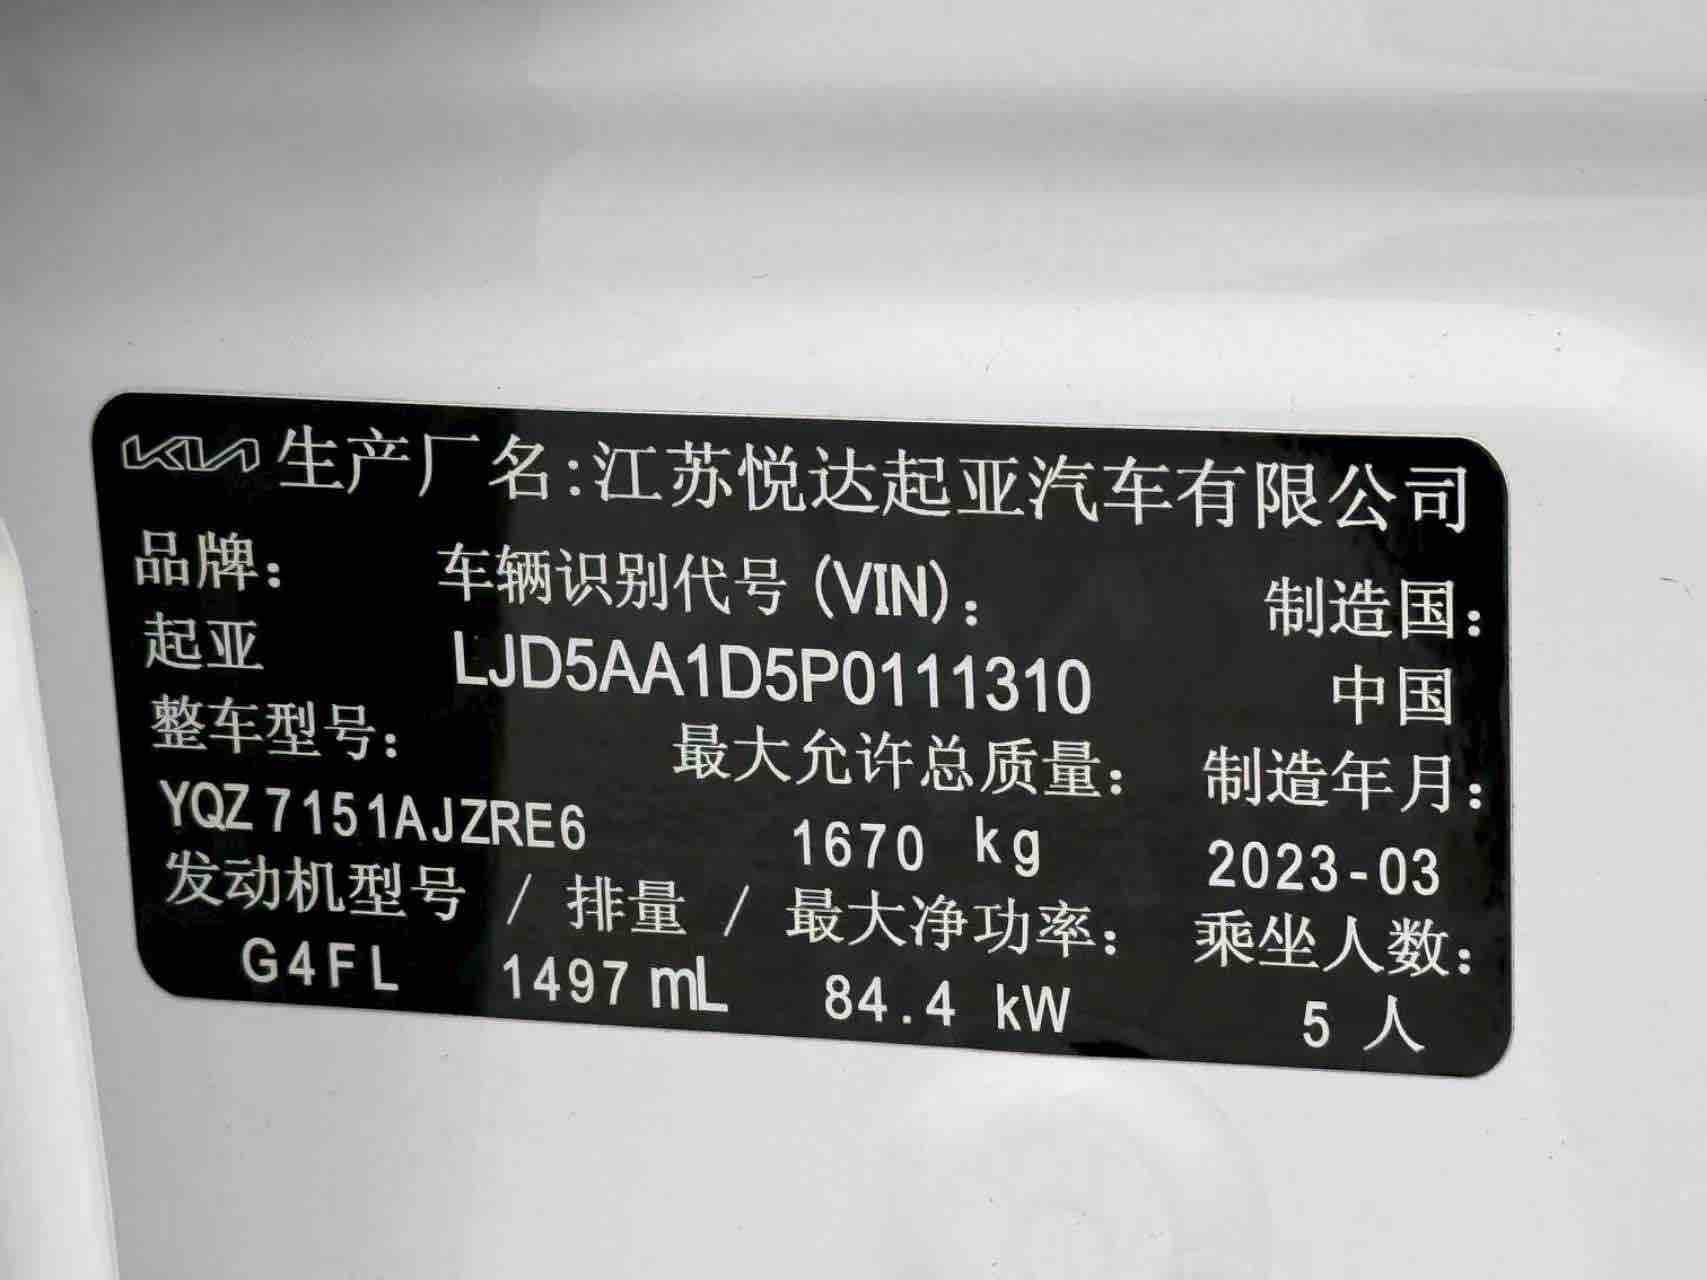 KIA 生产厂名:江苏悦达起亚汽车有限公司
品牌: 车辆识别代号(VIN): 制造国:
起亚 LJD5AA1D5P0111310 中国
整车型号: 最大允许总质量: 制造年月:
YQZ7151AJZRE6 1670 kg 2023-03
发动机型号 / 排量 / 最大净功率: 乘坐人数:
G4FL 1497 mL 84.4 kW 5 人